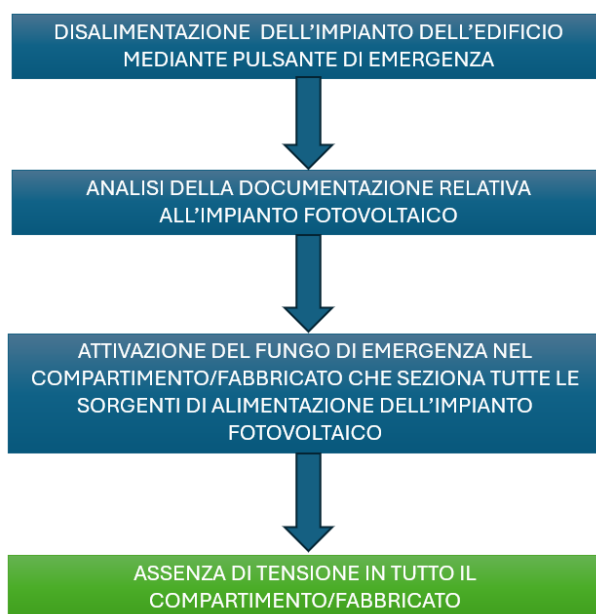 DISALIMENTAZIONE DELL’IMPIANTO DELL’EDIFICIO
MEDIANTE PULSANTE DI EMERGENZA
ANALISI DELLA DOCUMENTAZIONE RELATIVA
ALL’IMPIANTO FOTOVOLTAICO
ATTIVAZIONE DEL FUNGO DI EMERGENZA NEL
COMPARTIMENTO/FABBRICATO CHE SEZIONA TUTTE LE
SORGENTI DI ALIMENTAZIONE DELL’IMPIANTO
FOTOVOLTAICO
ASSENZA DI TENSIONE IN TUTTO IL
COMPARTIMENTO/FABBRICATO